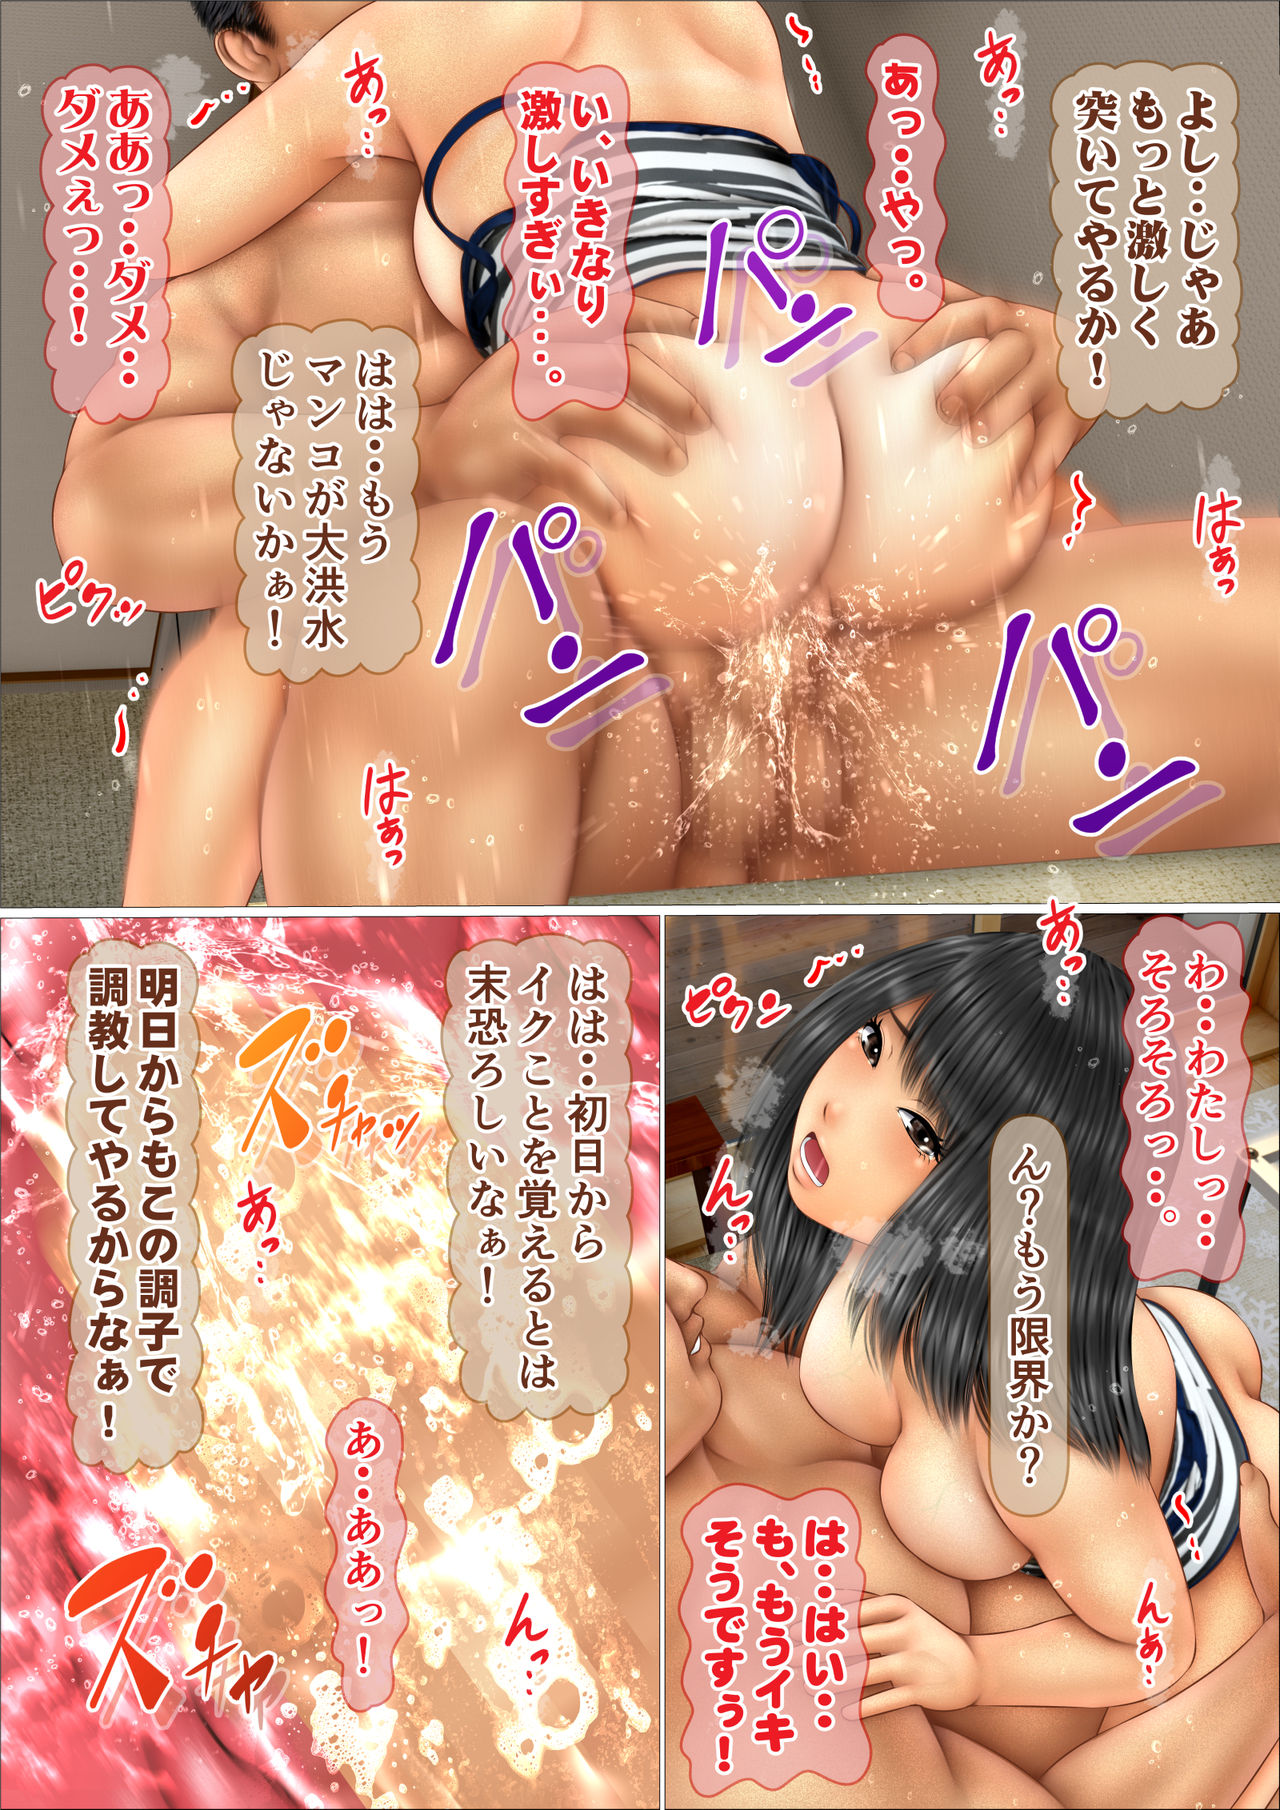 よし‥じゃあ
もっと激しく
突いてやるか！
あっ‥
あっ‥やっ。
い、いきなり
激しすぎぃ‥‥。
あっ‥
ああっ‥ダメ‥
ダメぇっ‥‥！
はは‥もう
マンコが大洪水
じゃないかぁ！
パンッ
パンッ
パンッ
はぁっ
はぁっ
ピクッ
わ‥わたしっ‥
そろそろっ‥‥。
あっ‥
ピクン
ん？もう限界か？
んっ‥
は‥はい‥
も、もうイキ
そうですぅ！
んぁ‥
はは‥初日から
イクことを覚えるとは
末恐ろしいなぁ！
ズチャッ
明日からもこの調子で
調教してやるからなぁ！
あっ‥
あ‥ああっ！
んっ‥
ズチャ